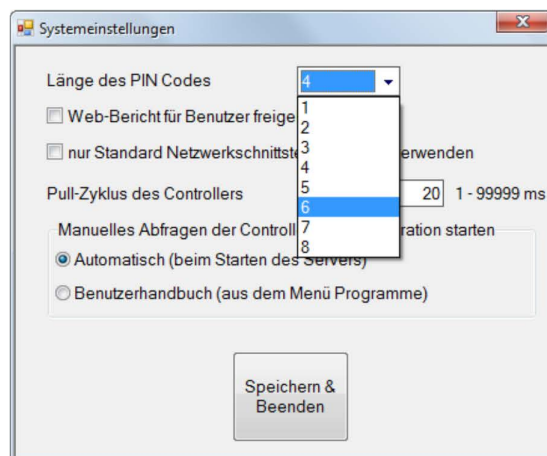 Systemeinstellungen
Länge des PIN Codes 4
1
2
3
4
5
6
7
8
Web-Bericht für Benutzer freige
nur Standard Netzwerkschnittste erwenden
Pull-Zyklus des Controllers 20 1 - 99999 ms
Manuelles Abfragen der Controll ration starten
Automatisch (beim Starten des Servers)
Benutzerhandbuch (aus dem Menü Programme)
Speichern &
Beenden